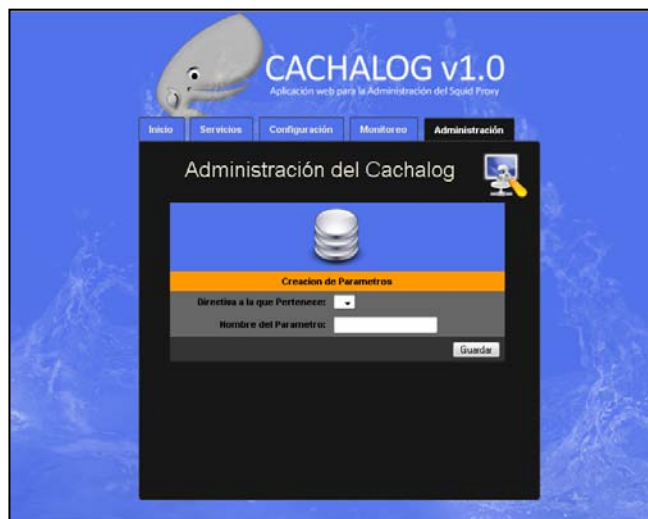 CACHALOG v1.0
Aplicación web para la Administración del Squid Proxy
Inicio Servicios Configuración Monitoreo Administración
Administración del Cachalog
Creacion de Parametros
Directiva a la que Pertenece:
Nombre del Parametro:
Guardar